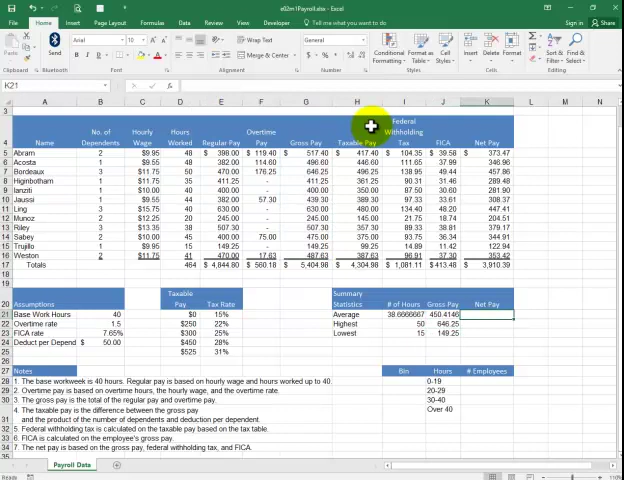 e02m1Payroll.xlsx - Excel
Sign in Share
File Home Insert Page Layout Formulas Data Review View Developer Tell me what you want to do
Paste Bluetooth Arial 10 Wrap Text General Conditional Formatting Format as Table Cell Styles Insert Delete Format Sort & Filter Find & Select
Merge & Center
Clipboard Bluetooth Font Alignment Number Styles Cells Editing
K21
A B C D E F G H I J K L M N
3
4 Name No. of Dependents Hourly Wage Hours Worked Regular Pay Overtime Pay Gross Pay Taxable Pay Federal Withholding Tax FICA Net Pay
5 Abram 2 $9.95 48 $ 398.00 $ 119.40 $ 517.40 $ 417.40 $ 104.35 $ 39.58 $ 373.47
6 Acosta 1 $9.55 48 382.00 114.60 496.60 446.60 111.65 37.99 346.96
7 Bordeaux 3 $11.75 50 470.00 176.25 646.25 496.25 138.95 49.44 457.86
8 Higinbotham 1 $11.75 35 411.25 - 411.25 361.25 90.31 31.46 289.48
9 Ianziti 1 $10.00 40 400.00 - 400.00 350.00 87.50 30.60 281.90
10 Jaussi 1 $9.55 44 382.00 57.30 439.30 389.30 97.33 33.61 308.37
11 Ling 3 $15.75 40 630.00 - 630.00 480.00 134.40 48.20 447.41
12 Munoz 2 $12.25 20 245.00 - 245.00 145.00 21.75 18.74 204.51
13 Riley 3 $13.35 38 507.30 - 507.30 357.30 89.33 38.81 379.17
14 Sabey 2 $10.00 44 400.00 75.00 475.00 375.00 93.75 36.34 344.91
15 Trujillo 1 $9.95 15 149.25 - 149.25 99.25 14.89 11.42 122.94
16 Weston 2 $11.75 41 470.00 17.63 487.63 387.63 96.91 37.30 353.42
17 Totals 464 $ 4,844.80 $ 560.18 $ 5,404.98 $ 4,304.98 $ 1,081.11 $ 413.48 $ 3,910.39
18
19
20 Assumptions Taxable Pay Tax Rate Summary Statistics # of Hours Gross Pay Net Pay
21 Base Work Hours 40 $0 15% Average 38.6666667 450.4146
22 Overtime rate 1.5 $250 22% Highest 50 646.25
23 FICA rate 7.65% $300 25% Lowest 15 149.25
24 Deduct per Depend $ 50.00 $450 28%
25 $525 31%
26
27 Notes Bin Hours # Employees
28 1. The base workweek is 40 hours. Regular pay is based on hourly wage and hours worked up to 40. 0-19
29 2. Overtime pay is based on overtime hours, the hourly wage, and the overtime rate. 20-29
30 3. The gross pay is the total of the regular pay and overtime pay. 30-40
4. The taxable pay is the difference between the gross pay Over 40
31 and the product of the number of dependents and deduction per dependent.
32 5. Federal withholding tax is calculated on the taxable pay based on the tax table.
33 6. FICA is calculated on the employee's gross pay.
34 7. The net pay is based on the gross pay, federal withholding tax, and FICA.
Payroll Data
Ready 110%